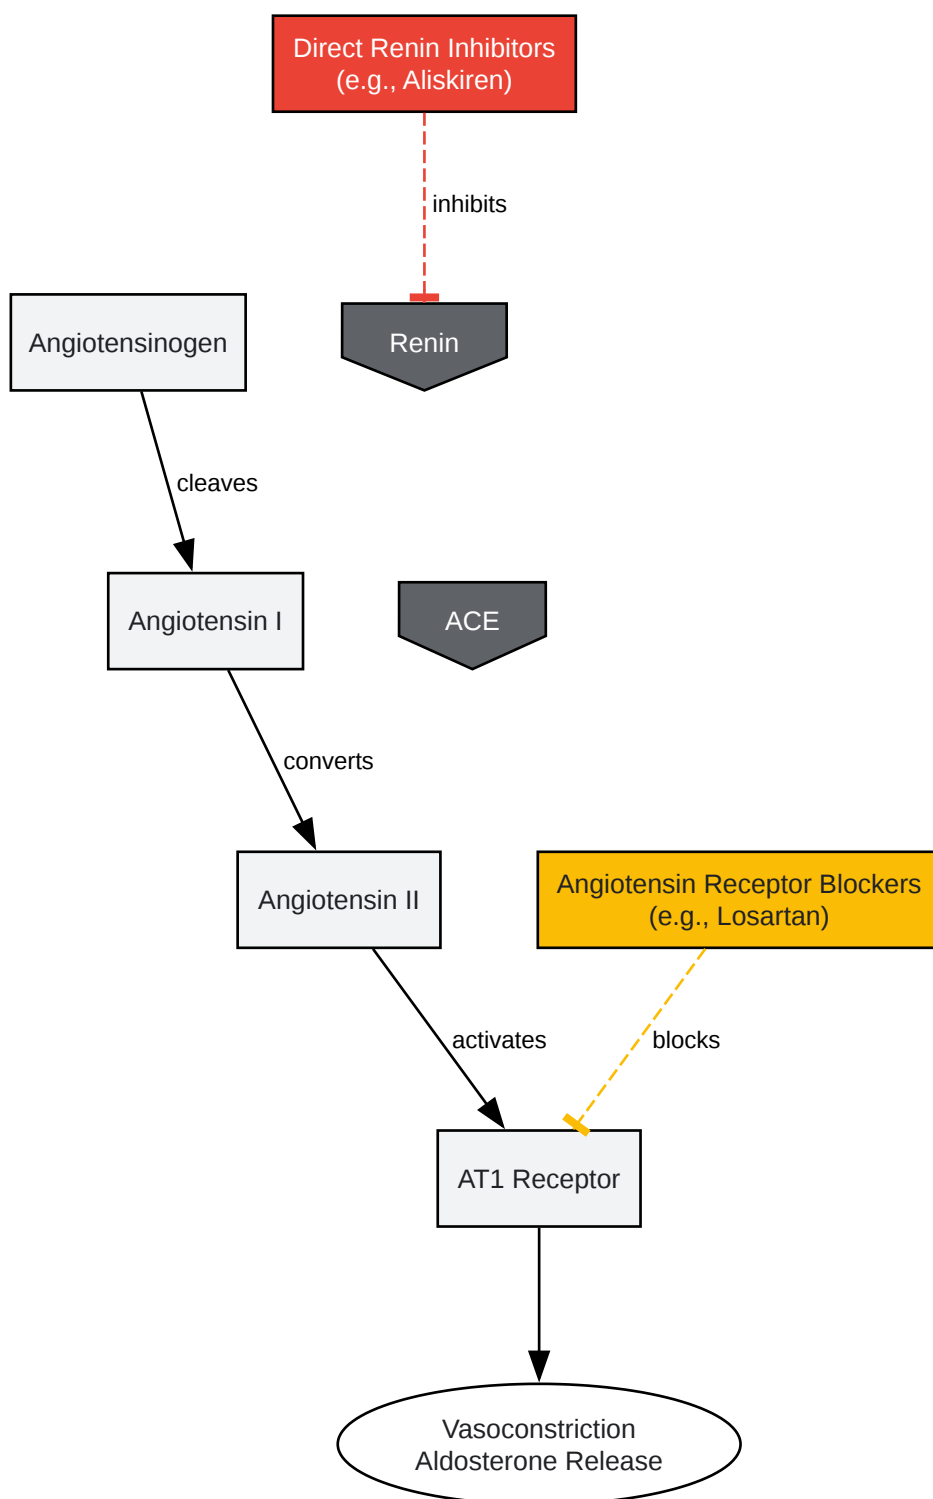 Direct Renin Inhibitors
(e.g., Aliskiren)
inhibits
Angiotensinogen
Renin
cleaves
Angiotensin I
ACE
converts
Angiotensin II
Angiotensin Receptor Blockers
(e.g., Losartan)
activates
blocks
AT1 Receptor
Vasoconstriction
Aldosterone Release